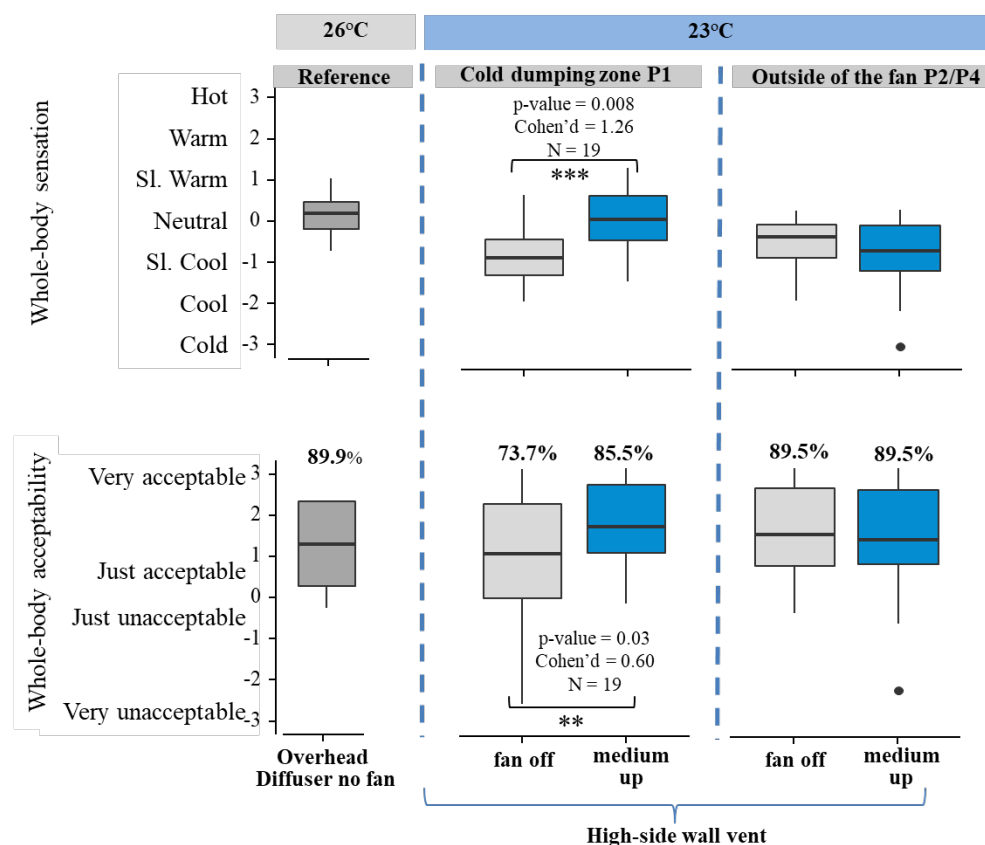 26°C
23°C
Reference
Cold dumping zone P1
Outside of the fan P2/P4
Whole-body sensation
Hot 3
Warm 2
Sl. Warm 1
Neutral 0
Sl. Cool -1
Cool -2
Cold -3
p-value = 0.008
Cohen'd = 1.26
N = 19
***
Whole-body acceptability
89.9%
73.7%
85.5%
89.5%
89.5%
Very acceptable 3
2
Just acceptable 1
0
Just unacceptable
-1
-2
Very unacceptable -3
p-value = 0.03
Cohen'd = 0.60
N = 19
**
Overhead
Diffuser no fan
fan off
medium
up
fan off
medium
up
High-side wall vent